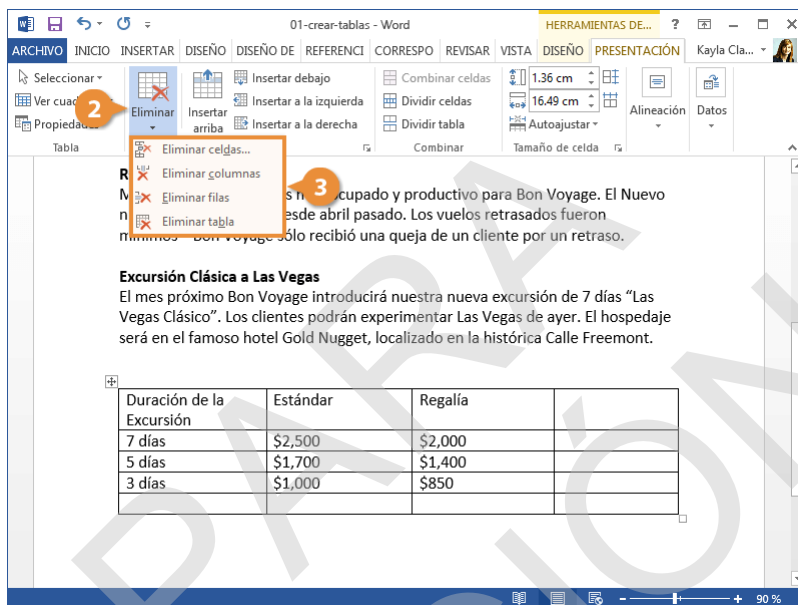 01-crear-tablas - Word
HERRAMIENTAS DE... ?
ARCHIVO INICIO INSERTAR DISEÑO DISEÑO DE REFERENCI CORRESPO REVISAR VISTA DISEÑO PRESENTACIÓN Kayla Cla...
Seleccionar
Ver
Eliminar
Insertar arriba
Insertar debajo
Insertar a la izquierda
Insertar a la derecha
Combinar celdas
Dividir celdas
Dividir tabla
1.36 cm
16.49 cm
Autoajustar
Alineación
Datos
Tabla
Combinar
Tamaño de celda
2
3
Eliminar celdas...
Eliminar columnas
Eliminar filas
Eliminar tabla
y productivo para Bon Voyage. El Nuevo
abril pasado. Los vuelos retrasados fueron
Bon Voyage sólo recibió una queja de un cliente por un retraso.
Excursión Clásica a Las Vegas
El mes próximo Bon Voyage introducirá nuestra nueva excursión de 7 días “Las
Vegas Clásico”. Los clientes podrán experimentar Las Vegas de ayer. El hospedaje
será en el famoso hotel Gold Nugget, localizado en la histórica Calle Freemont.
Duración de la Estándar Regalía
Excursión
7 días $2,500 $2,000
5 días $1,700 $1,400
3 días $1,000 $850
90 %